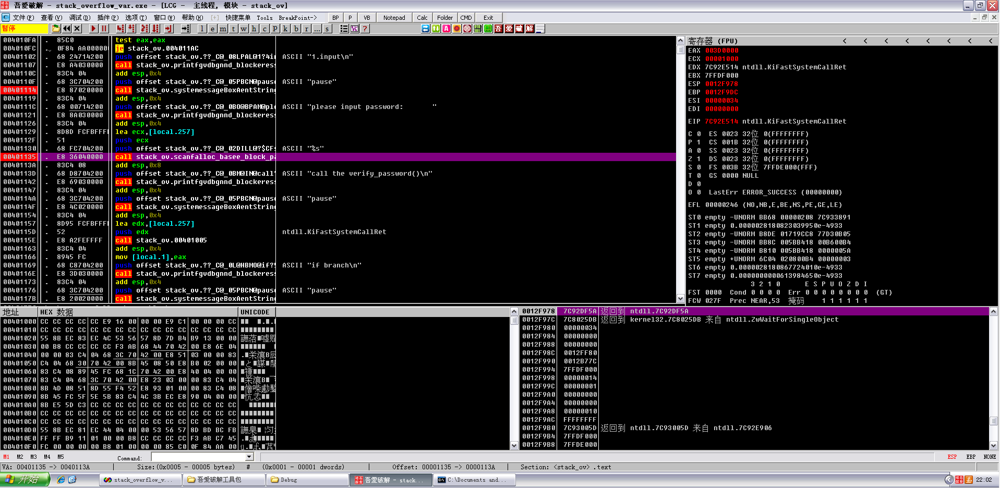 吾爱破解 - stack_overflow_var.exe - [LCG - 主线程, 模块 - stack_ov]
文件(F) 查看(V) 调试(D) 插件(P) 选项(T) 窗口(W) 帮助(H) [+] 快捷菜单 Tools BreakPoint-> BP P VB Notepad Calc Folder CMD Exit
暂停 l e m t w h c p k b r ... s ? 吾 爱 破 解
004010FA . 85C0 test eax,eax
004010FC . 0F84 AA000000 je stack_ov.004011AC
00401102 . 68 24714200 push offset stack_ov.??_C@_08LPAL@1?4in ASCII "1.input\n"
00401107 . E8 A4030000 call stack_ov.printfgvdbgnnd_blockeress
0040110C . 83C4 04 add esp,0x4
0040110F . 68 3C704200 push offset stack_ov.??_C@_05PBCN@pause ASCII "pause"
00401114 . E8 87020000 call stack_ov.systemessageBoxAentString
00401119 . 83C4 04 add esp,0x4
0040111C . 68 00714200 push offset stack_ov.??_C@_0BO@BPAM@ple ASCII "please input password:       "
00401121 . E8 8A030000 call stack_ov.printfgvdbgnnd_blockeress
00401126 . 83C4 04 add esp,0x4
00401129 . 8D8D FCFBFFF lea ecx,[local.257]
0040112F . 51 push ecx
00401130 . 68 FC704200 push offset stack_ov.??_C@_02DILL@?$CFs ASCII "%s"
00401135 . E8 36040000 call stack_ov.scanfalloc_basee_block_pa
0040113A . 83C4 08 add esp,0x8
0040113D . 68 D8704200 push offset stack_ov.??_C@_0BM@IN@call? ASCII "call the verify_password()\n"
00401142 . E8 69030000 call stack_ov.printfgvdbgnnd_blockeress
00401147 . 83C4 04 add esp,0x4
0040114A . 68 3C704200 push offset stack_ov.??_C@_05PBCN@pause ASCII "pause"
0040114F . E8 4C020000 call stack_ov.systemessageBoxAentString
00401154 . 83C4 04 add esp,0x4
00401157 . 8D95 FCFBFFF lea edx,[local.257]
0040115D . 52 push edx ntdll.KiFastSystemCallRet
0040115E . E8 A2FEFFFF call stack_ov.00401005
00401163 . 83C4 04 add esp,0x4
00401166 . 8945 FC mov [local.1],eax
00401169 . 68 C8704200 push offset stack_ov.??_C@_0L@HBMO@if?5 ASCII "if branch\n"
0040116E . E8 3D030000 call stack_ov.printfgvdbgnnd_blockeress
00401173 . 83C4 04 add esp,0x4
00401176 . 68 3C704200 push offset stack_ov.??_C@_05PBCN@pause ASCII "pause"
0040117B . E8 20020000 call stack_ov.systemessageBoxAentString
寄存器 (FPU) < < < < < < < <
EAX 003D0000
ECX 00001000
EDX 7C92E514 ntdll.KiFastSystemCallRet
EBX 7FFDF000
ESP 0012F978
EBP 0012F9DC
ESI 00000034
EDI 00000000
EIP 7C92E514 ntdll.KiFastSystemCallRet
C 0 ES 0023 32位 0(FFFFFFFF)
P 1 CS 001B 32位 0(FFFFFFFF)
A 0 SS 0023 32位 0(FFFFFFFF)
Z 1 DS 0023 32位 0(FFFFFFFF)
S 0 FS 003B 32位 7FFDE000(FFF)
T 0 GS 0000 NULL
D 0
O 0 LastErr ERROR_SUCCESS (00000000)
EFL 00000246 (NO,NB,E,BE,NS,PE,GE,LE)
ST0 empty -UNORM BB68 00000208 7C933891
ST1 empty 0.0000028180823039950e-4933
ST2 empty -UNORM B8DE 01719CC8 77D30B05
ST3 empty -UNORM BB8C 005BB418 00B600B4
ST4 empty -UNORM B810 005BB418 0000005A
ST5 empty +UNORM 6C04 020800B4 00000003
ST6 empty 0.0000028180867724010e-4933
ST7 empty 0.0000000000613984650e-4933
3 2 1 0 E S P U O Z D I
FST 0000 Cond 0 0 0 0 Err 0 0 0 0 0 0 0 0 (GT)
FCW 027F Prec NEAR,53 掩码 1 1 1 1 1 1
地址 HEX 数据 UNICODE
00401000 CC CC CC CC CC E9 16 00 00 00 E9 C1 00 00 00 CC
00401010 CC CC CC CC CC CC CC CC CC CC CC CC CC CC CC CC
00401020 55 8B EC 83 EC 4C 53 56 57 8D 7D B4 B9 13 00 00
00401030 00 B8 CC CC CC CC F3 AB 68 44 70 42 00 E8 6E 04
00401040 00 00 83 C4 04 68 3C 70 42 00 E8 51 03 00 00 83
00401050 C4 04 68 30 70 42 00 8B 45 08 50 E8 B0 02 00 00
00401060 83 C4 08 89 45 FC 68 1C 70 42 00 E8 40 04 00 00
00401070 83 C4 04 68 3C 70 42 00 E8 23 03 00 00 83 C4 04
00401080 8B 4D 08 51 8D 55 F4 52 E8 93 01 00 00 83 C4 08
00401090 8B 45 FC 5F 5E 5B 83 C4 4C 3B EC E8 90 04 00 00
004010A0 8B E5 5D C3 CC CC CC CC CC CC CC CC CC CC CC CC
004010B0 CC CC CC CC CC CC CC CC CC CC CC CC CC CC CC CC
004010C0 CC CC CC CC CC CC CC CC CC CC CC CC CC CC CC CC
004010D0 55 8B EC 81 EC 44 04 00 00 53 56 57 8D BD BC FB
004010E0 FF FF B9 11 01 00 00 B8 CC CC CC CC F3 AB C7 45
004010F0 FC 00 00 00 00 B8 01 00 00 00 85 C0 0F 84 AA 00
0012F978 7C92DF5A 返回到 ntdll.7C92DF5A
0012F97C 7C8025DB 返回到 kernel32.7C8025DB 来自 ntdll.ZwWaitForSingleObject
0012F980 00000034
0012F984 00000000
0012F988 00000000
0012F98C 0012FF80
0012F990 0012B77C
0012F994 7FFDF000
0012F998 00000014
0012F99C 00000001
0012F9A0 00000000
0012F9A4 00000000
0012F9A8 00000010
0012F9AC FFFFFFFF
0012F9B0 7C93005D 返回到 ntdll.7C93005D 来自 ntdll.7C92E906
0012F9B4 7FFDF000
0012F9B8 7FFDE000
M1 M2 M3 M4 M5 Command: ESP EBP NONE
VA: 00401135 -> 0040113A | Size:(0x0005 - 00005 bytes) # (0x0001 - 00001 dwords) | Offset: 00001135 -> 0000113A | Section: <stack_ov> .text
开始 stack_overflow_v... 吾爱破解工具包 Debug 吾爱破解 - stack... C:\Documents and... 22:02